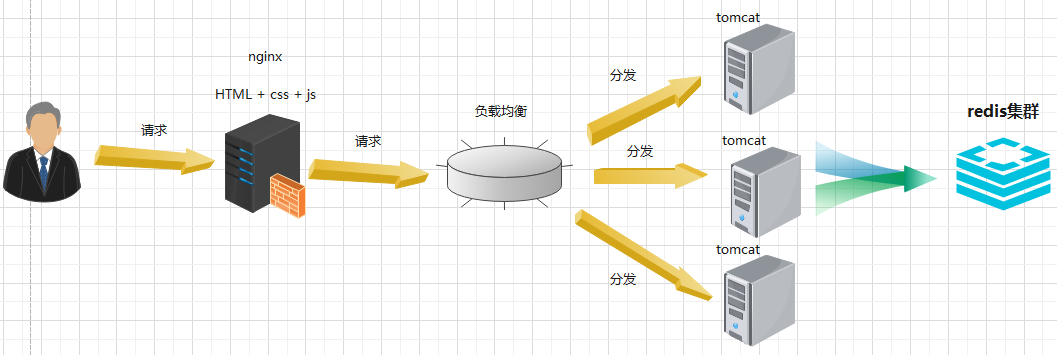 nginx
HTML + css + js
请求
请求
负载均衡
分发
分发
分发
tomcat
tomcat
tomcat
redis集群